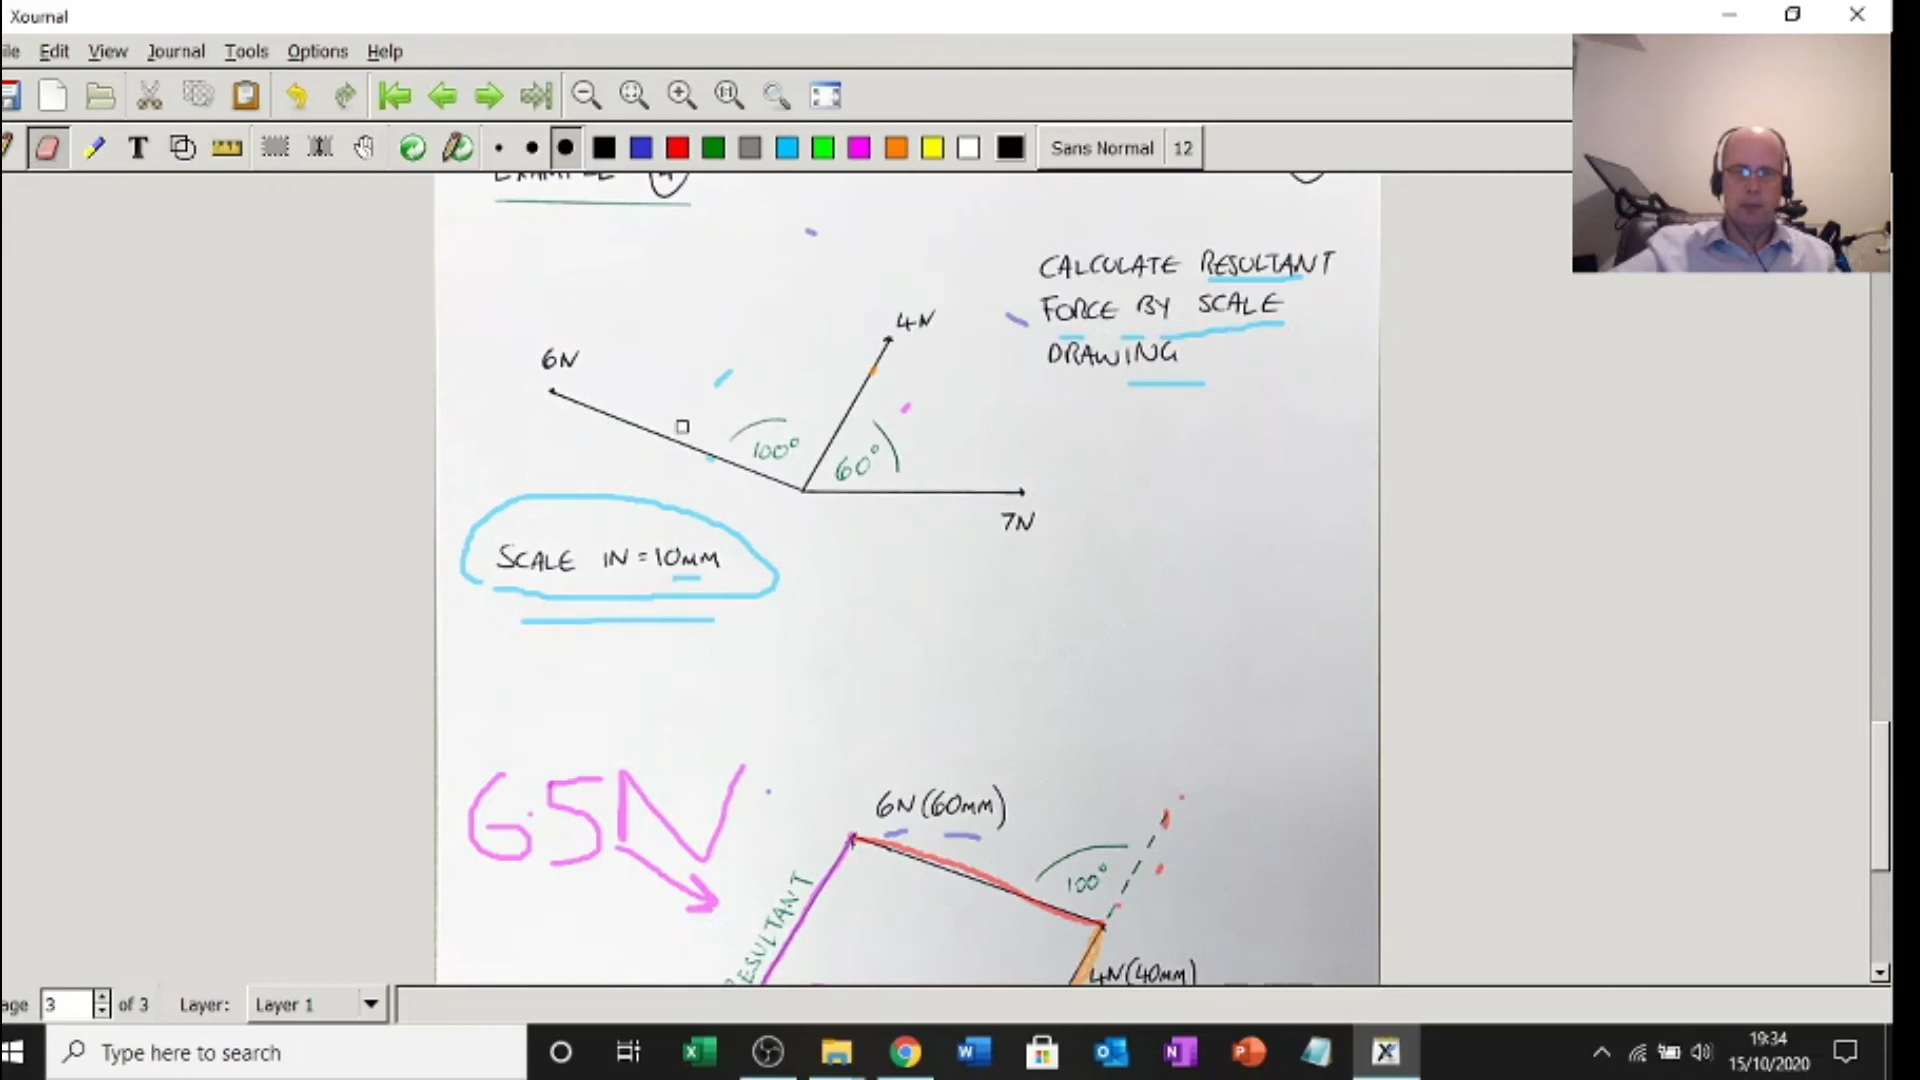 Xournal
ile Edit View Journal Tools Options Help
T Sans Normal 12
EXAMPLE 4
CALCULATE RESULTANT
FORCE BY SCALE
DRAWING
4N
6N
100°
60°
7N
SCALE 1N = 10MM
6.5N
6N (60MM)
100°
RESULTANT
4N (40MM)
age 3 of 3 Layer: Layer 1
Type here to search
19:34
15/10/2020